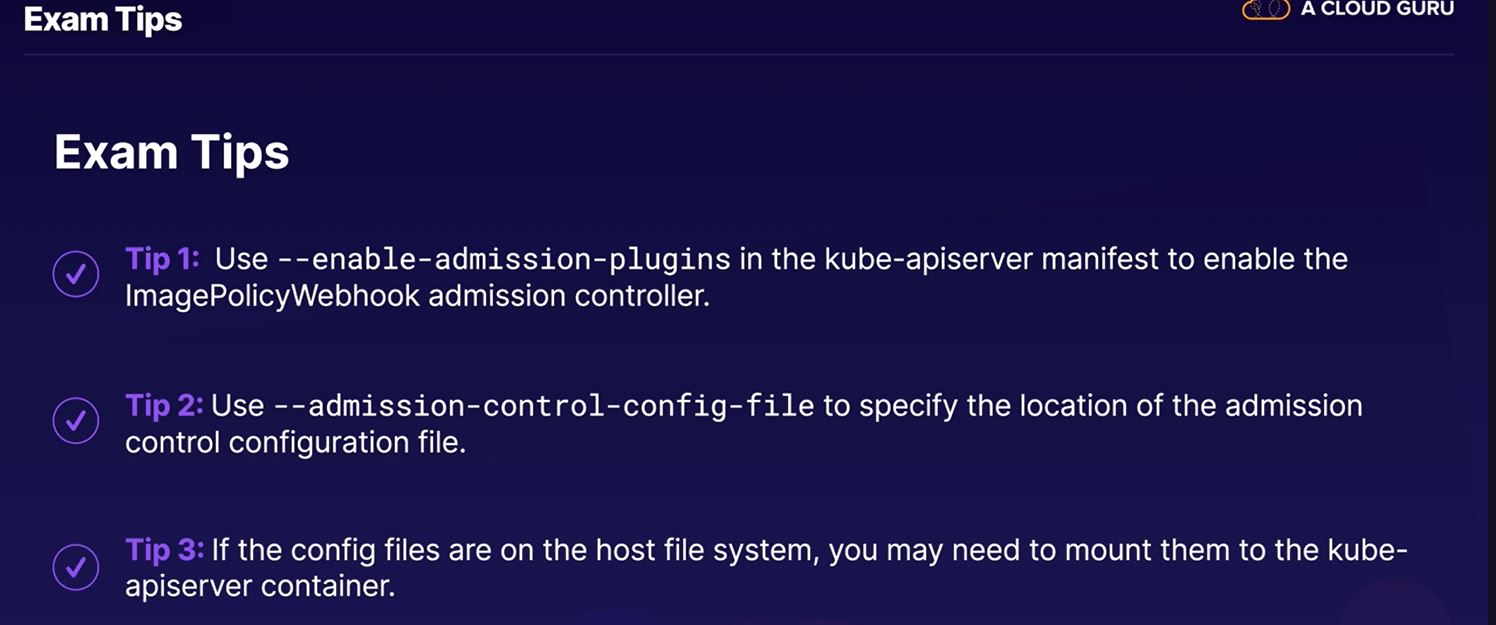 Exam Tips
A CLOUD GURU
Exam Tips
Tip 1: Use --enable-admission-plugins in the kube-apiserver manifest to enable the
ImagePolicyWebhook admission controller.
Tip 2: Use --admission-control-config-file to specify the location of the admission
control configuration file.
Tip 3: If the config files are on the host file system, you may need to mount them to the kube-
apiserver container.